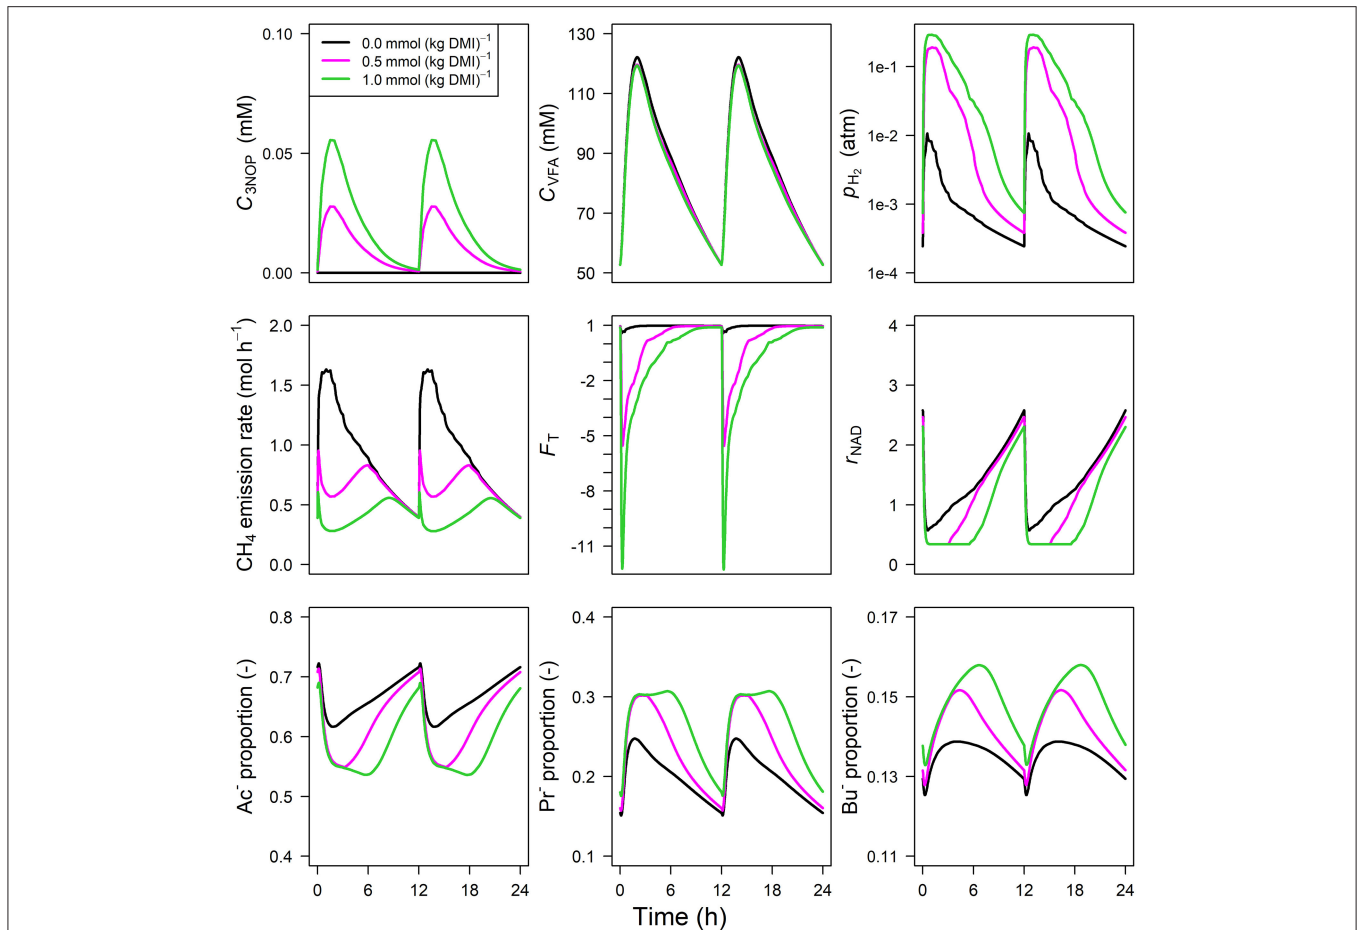 0.0 mmol (kg DMI)⁻¹
0.5 mmol (kg DMI)⁻¹
1.0 mmol (kg DMI)⁻¹
C3NOP (mM)
0.10
0.05
0.00
CVFA (mM)
130
110
90
70
50
pH2 (atm)
1e-1
1e-2
1e-3
1e-4
CH4 emission rate (mol h⁻¹)
2.0
1.5
1.0
0.5
0.0
FT
1
-2
-5
-8
-11
rNAD
4
3
2
1
0
Ac⁻ proportion (-)
0.8
0.7
0.6
0.5
0.4
Pr⁻ proportion (-)
0.4
0.3
0.2
0.1
Bu⁻ proportion (-)
0.17
0.15
0.13
0.11
0 6 12 18 24
0 6 12 18 24
0 6 12 18 24
Time (h)